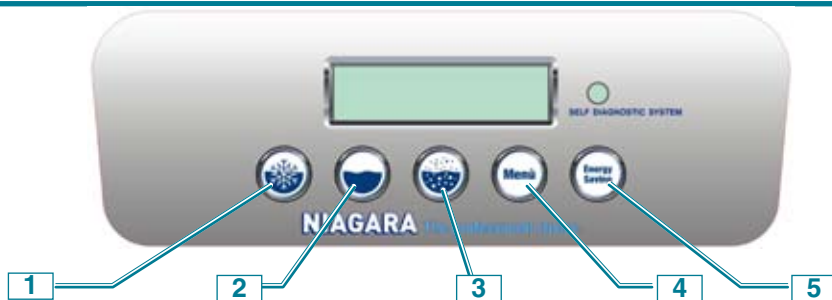 SELF DIAGNOSTIC SYSTEM
Menù
Energy
Saving
NIAGARA
1
2
3
4
5